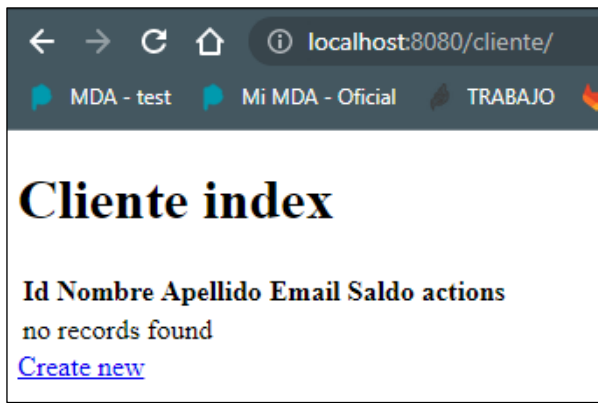 localhost:8080/cliente/
MDA - test Mi MDA - Oficial TRABAJO
Cliente index
Id Nombre Apellido Email Saldo actions
no records found
Create new